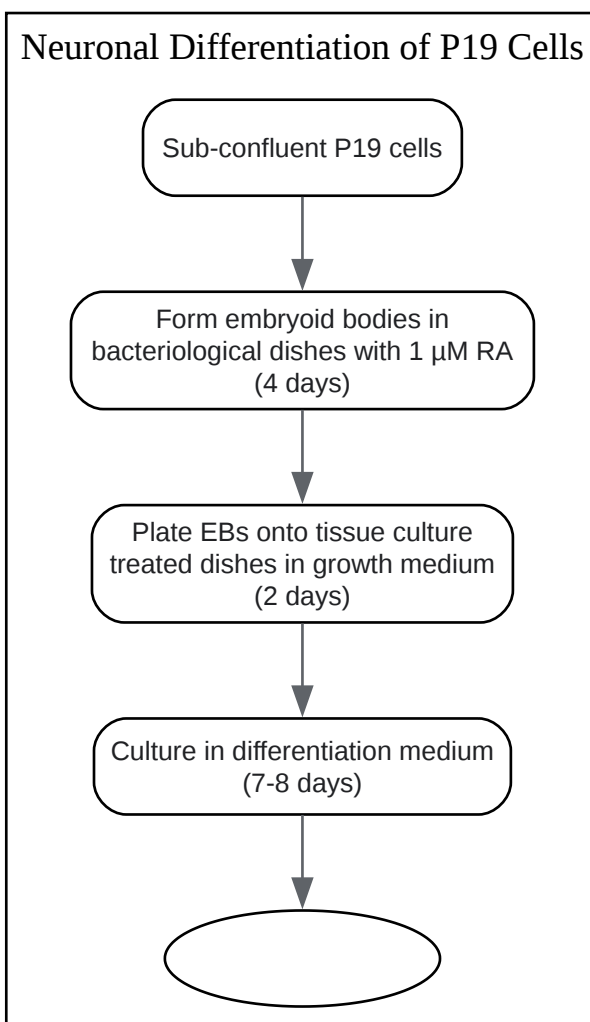 Neuronal Differentiation of P19 Cells
Sub-confluent P19 cells
Form embryoid bodies in
bacteriological dishes with 1 µM RA
(4 days)
Plate EBs onto tissue culture
treated dishes in growth medium
(2 days)
Culture in differentiation medium
(7-8 days)